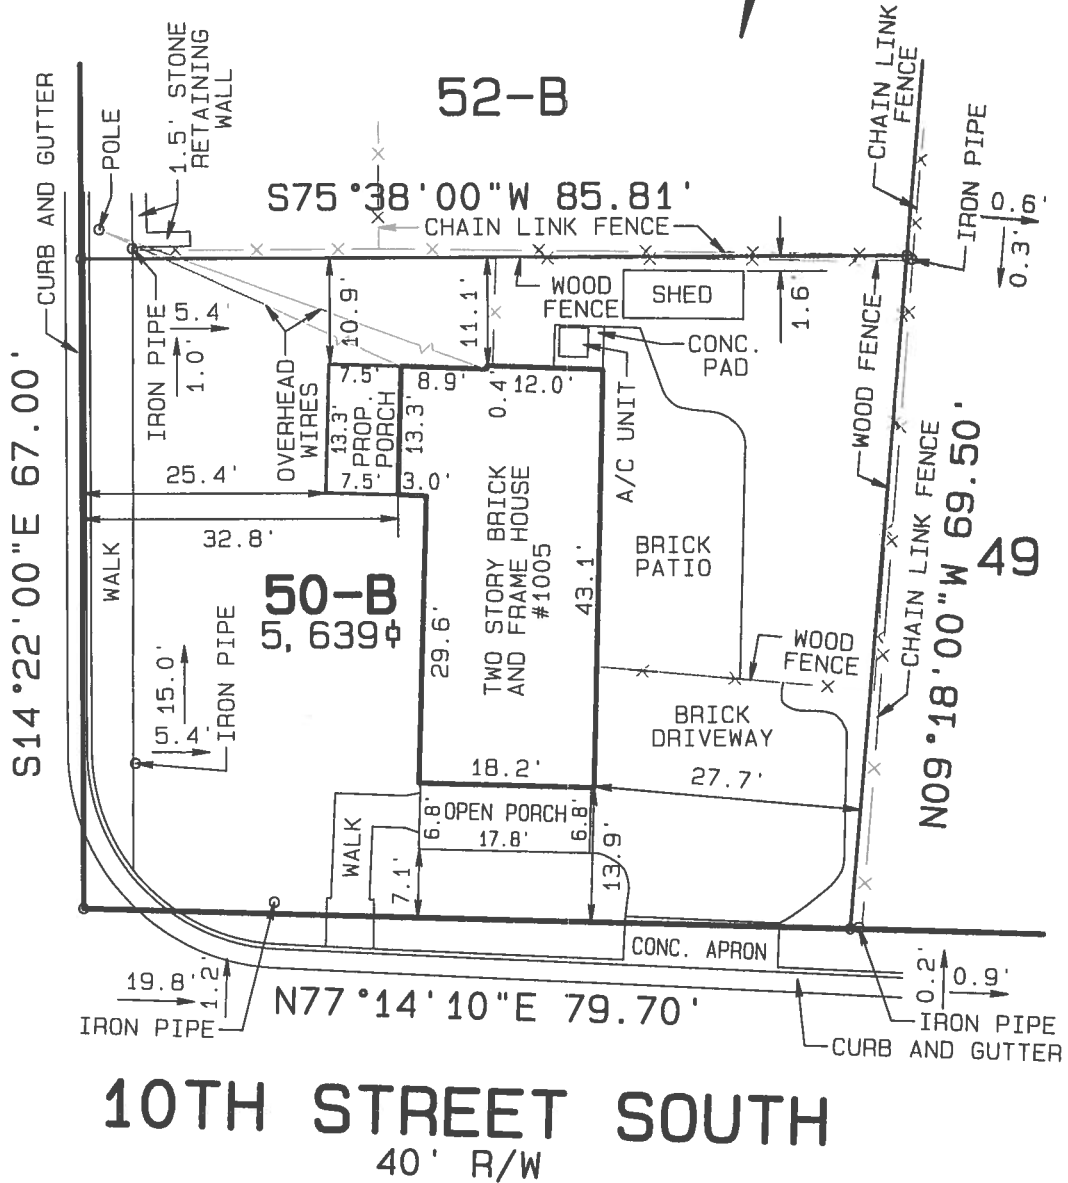 52-B
CURB AND GUTTER
POLE
1.5' STONE
RETAINING
WALL
CHAIN LINK
FENCE
IRON PIPE
0.6'
0.3'
S75°38'00"W 85.81'
CHAIN LINK FENCE
WOOD
FENCE
SHED
1.6'
10.9'
11.1'
IRON PIPE
5.4'
1.0'
OVERHEAD
WIRES
7.5'
8.9'
0.4'
12.0'
CONC.
PAD
A/C UNIT
WOOD FENCE
13.3'
PROP.
PORCH
13.3'
7.5'
3.0'
25.4'
32.8'
S14°22'00"E 67.00'
WALK
50-B
5,639
TWO STORY BRICK
AND FRAME HOUSE
#1005
43.1'
29.6'
BRICK
PATIO
CHAIN LINK FENCE
N09°18'00"W 69.50'
49
15.0'
5.4'
IRON PIPE
WOOD
FENCE
BRICK
DRIVEWAY
18.2'
27.7'
6.8'
OPEN PORCH
6.8'
17.8'
WALK
7.1'
13.9'
CONC. APRON
19.8'
1.2'
IRON PIPE
N77°14'10"E 79.70'
0.2'
0.9'
IRON PIPE
CURB AND GUTTER
10TH STREET SOUTH
40' R/W